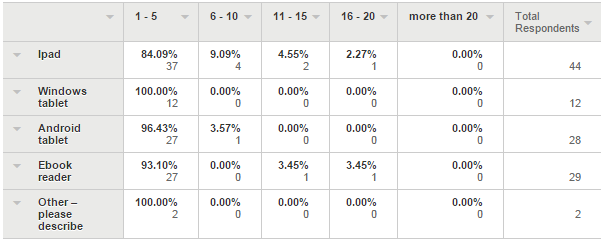 1 - 5 6 - 10 11 - 15 16 - 20 more than 20 Total Respondents
Ipad 84.09% 9.09% 4.55% 2.27% 0.00%
37 4 2 1 0 44
Windows tablet 100.00% 0.00% 0.00% 0.00% 0.00%
12 0 0 0 0 12
Android tablet 96.43% 3.57% 0.00% 0.00% 0.00%
27 1 0 0 0 28
Ebook reader 93.10% 0.00% 3.45% 3.45% 0.00%
27 0 1 1 0 29
Other – please describe 100.00% 0.00% 0.00% 0.00% 0.00%
2 0 0 0 0 2